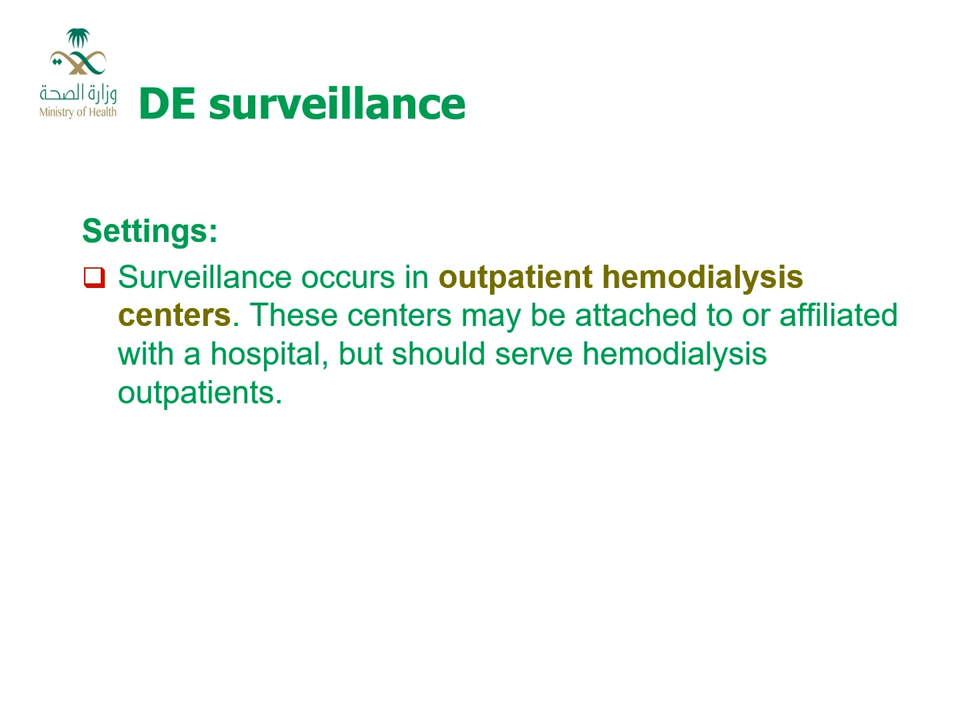 وزارة الصحة
Ministry of Health
DE surveillance
Settings:
Surveillance occurs in outpatient hemodialysis
centers. These centers may be attached to or affiliated
with a hospital, but should serve hemodialysis
outpatients.